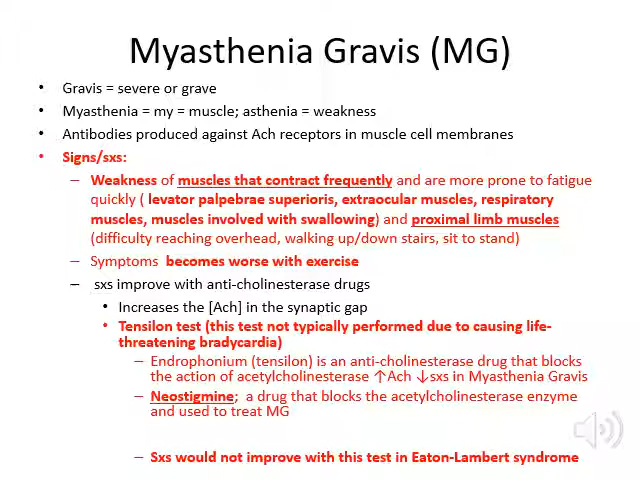 Myasthenia Gravis (MG)
• Gravis = severe or grave
• Myasthenia = my = muscle; asthenia = weakness
• Antibodies produced against Ach receptors in muscle cell membranes
• Signs/sxs:
– Weakness of muscles that contract frequently and are more prone to fatigue
quickly ( levator palpebrae superioris, extraocular muscles, respiratory
muscles, muscles involved with swallowing) and proximal limb muscles
(difficulty reaching overhead, walking up/down stairs, sit to stand)
– Symptoms becomes worse with exercise
– sxs improve with anti-cholinesterase drugs
• Increases the [Ach] in the synaptic gap
• Tensilon test (this test not typically performed due to causing life-
threatening bradycardia)
– Endrophonium (tensilon) is an anti-cholinesterase drug that blocks
the action of acetylcholinesterase ↑Ach ↓sxs in Myasthenia Gravis
– Neostigmine; a drug that blocks the acetylcholinesterase enzyme
and used to treat MG
– Sxs would not improve with this test in Eaton-Lambert syndrome